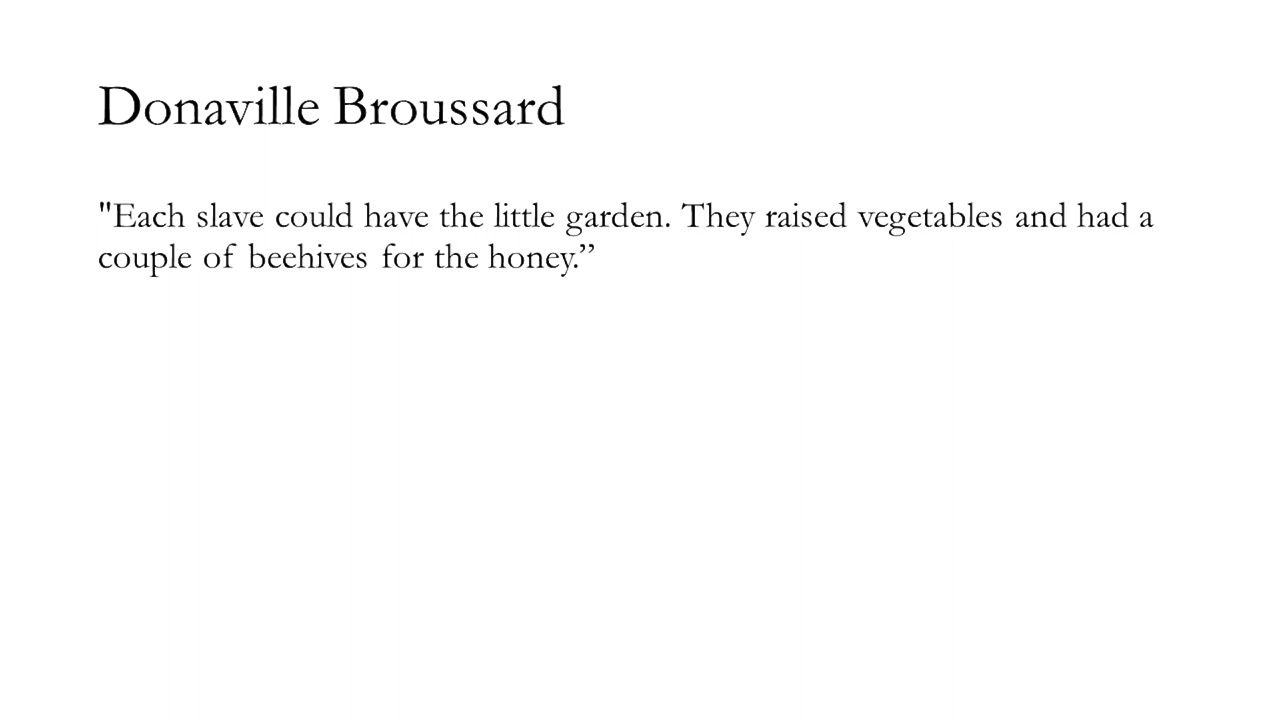 Donaville Broussard
"Each slave could have the little garden. They raised vegetables and had a
couple of beehives for the honey.”